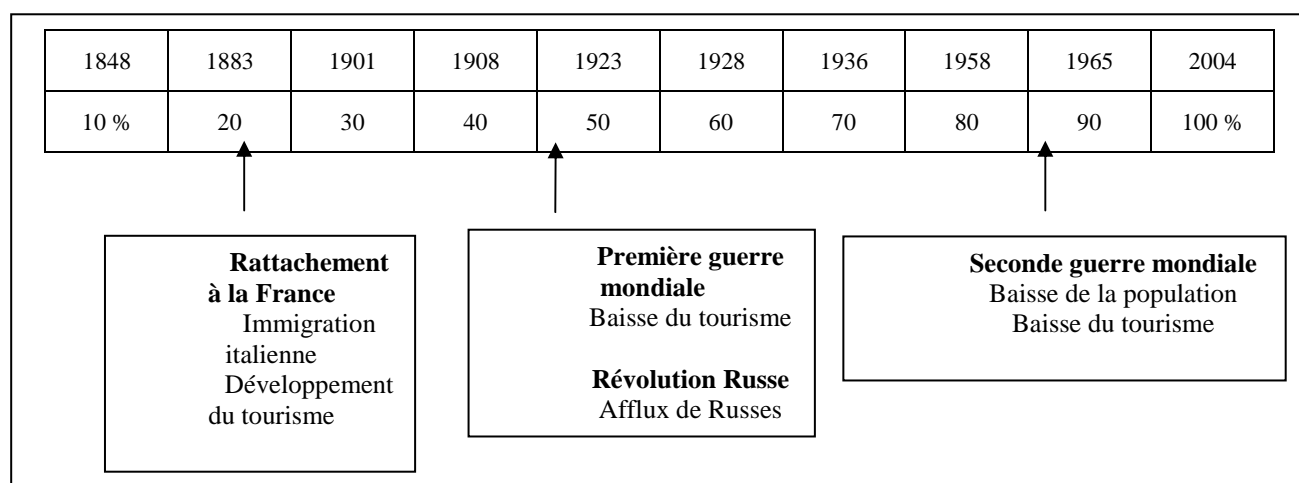 1848 1883 1901 1908 1923 1928 1936 1958 1965 2004
10 % 20 30 40 50 60 70 80 90 100 %
Rattachement
à la France
Immigration
italienne
Développement
du tourisme
Première guerre
mondiale
Baisse du tourisme
Révolution Russe
Afflux de Russes
Seconde guerre mondiale
Baisse de la population
Baisse du tourisme